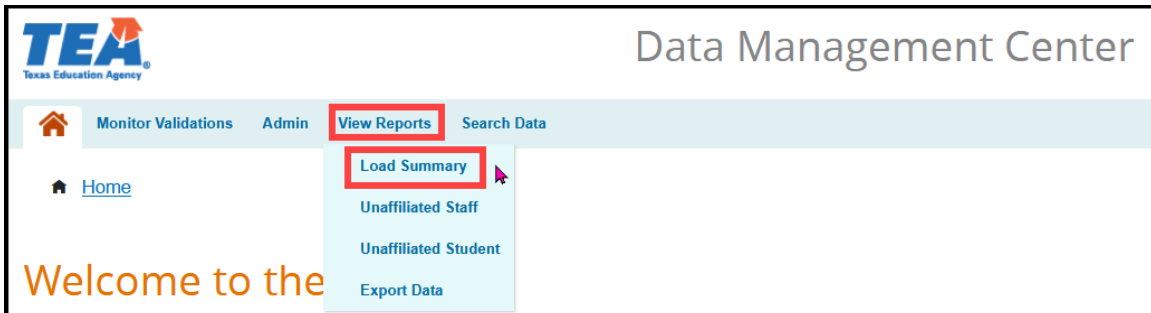 TEA
Texas Education Agency
Data Management Center
Monitor Validations Admin View Reports Search Data
Load Summary
Home
Unaffiliated Staff
Unaffiliated Student
Welcome to the
Export Data